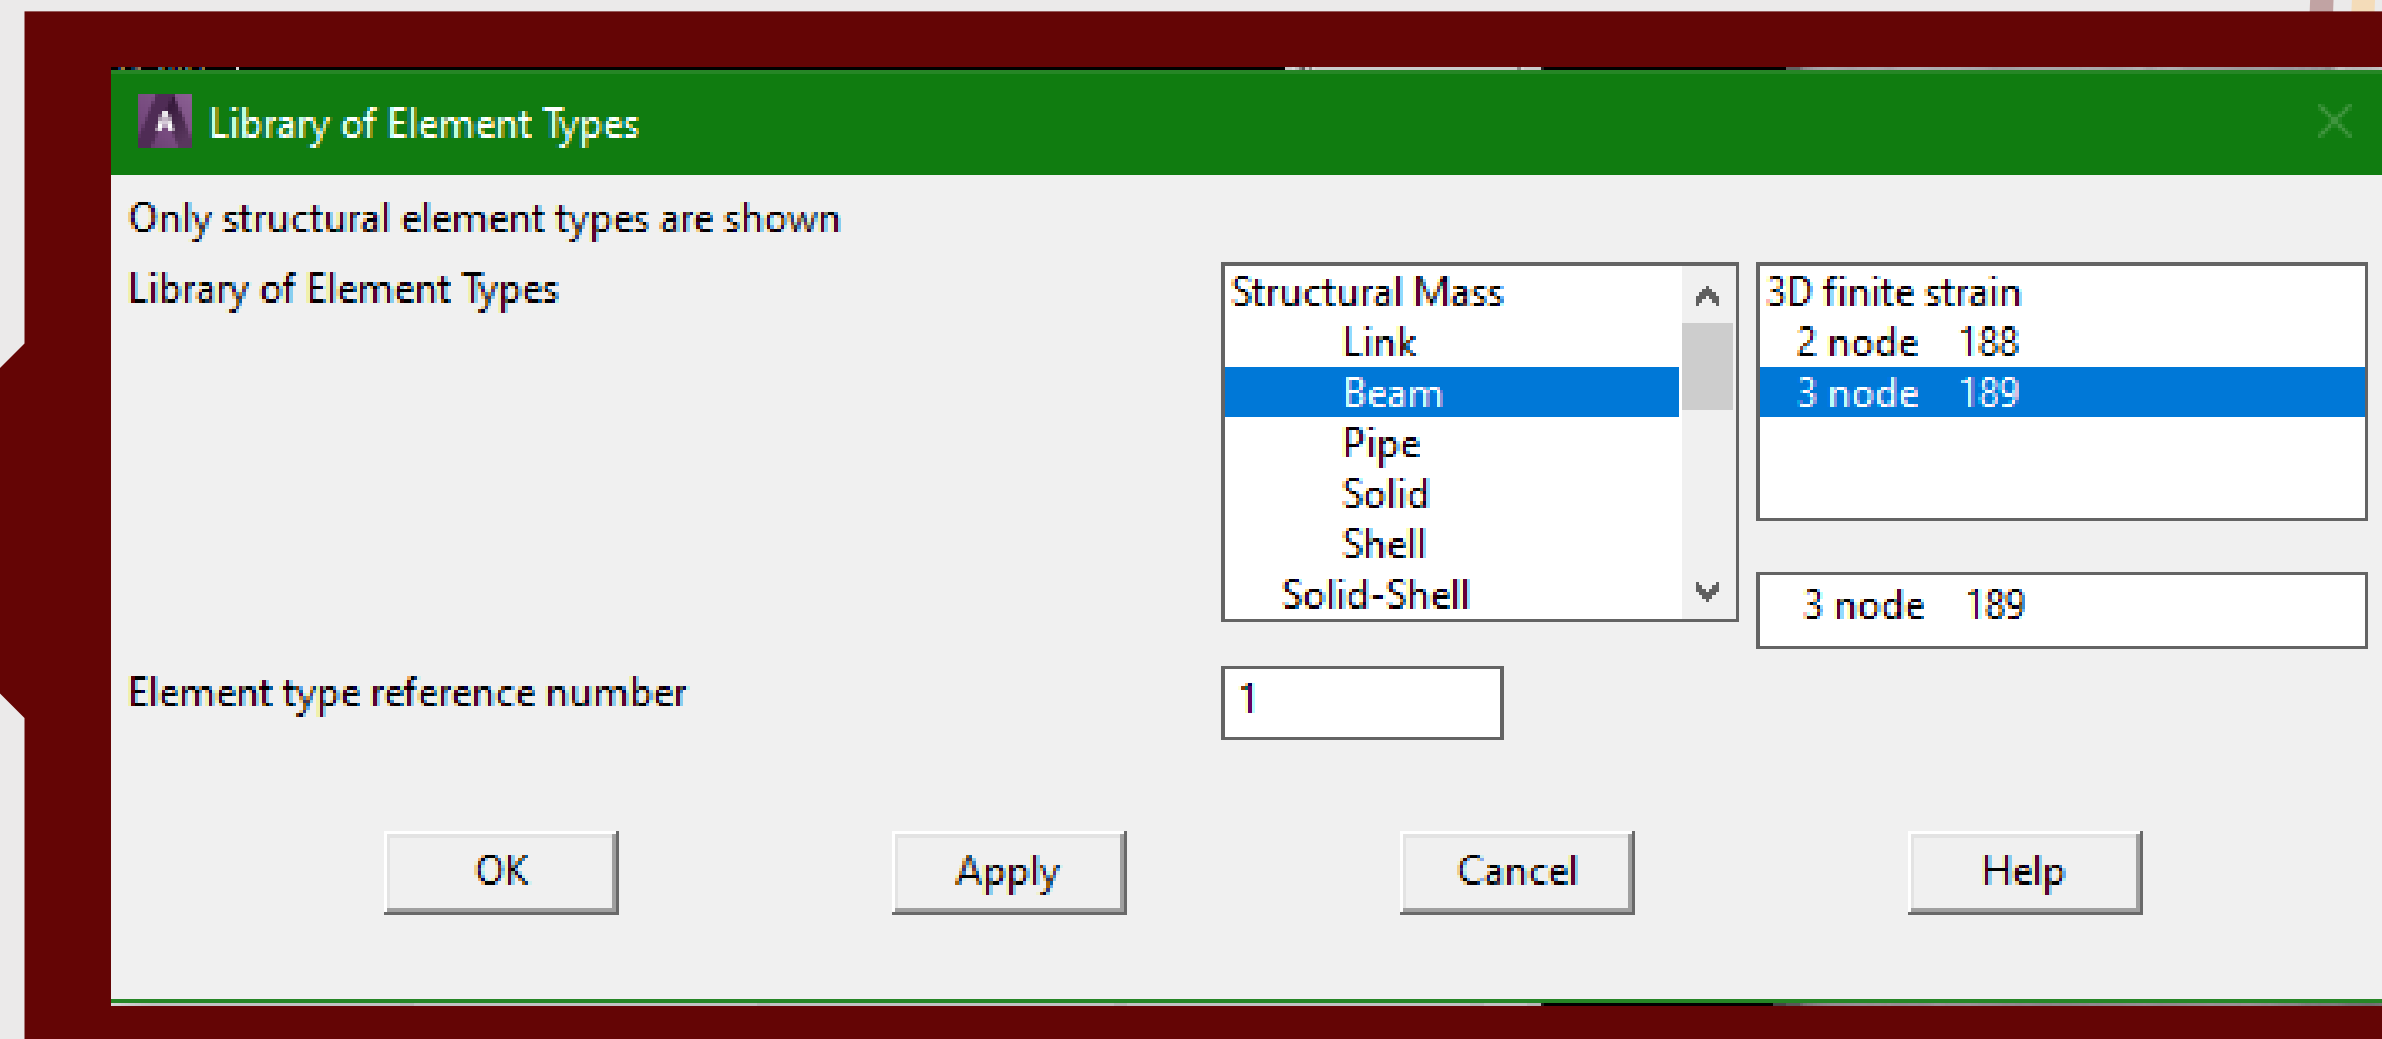 A Library of Element Types
Only structural element types are shown
Library of Element Types
Structural Mass
Link
Beam
Pipe
Solid
Shell
Solid-Shell
3D finite strain
2 node 188
3 node 189
3 node 189
Element type reference number
1
OK
Apply
Cancel
Help